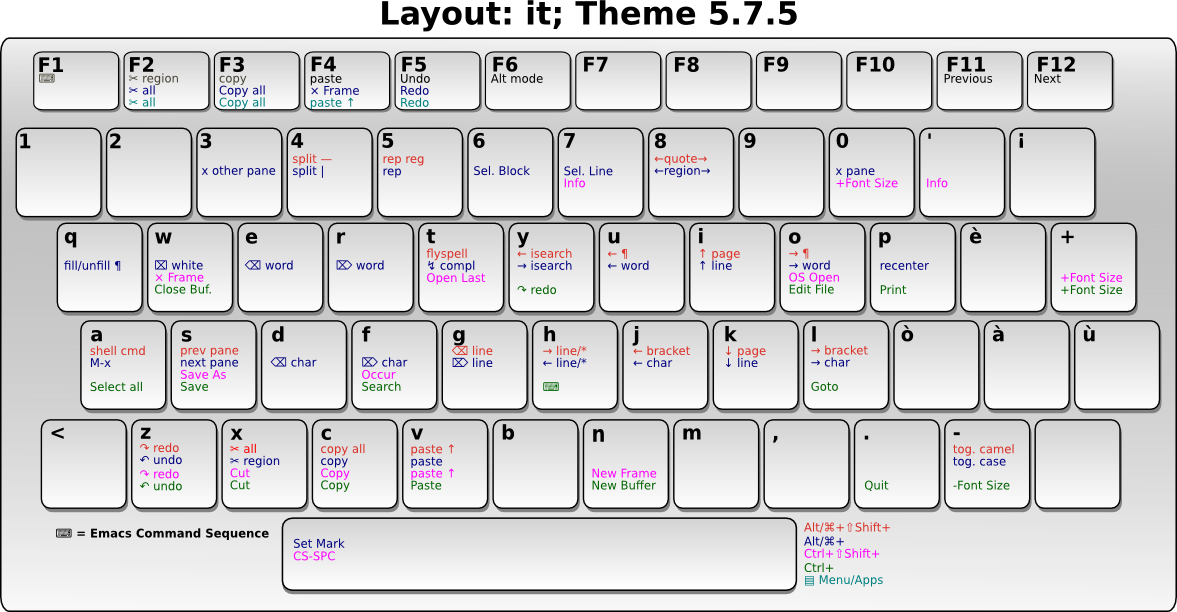 Layout: it; Theme 5.7.5
F1
⌨
F2
✂ region
✂ all
✂ all
F3
copy
Copy all
Copy all
F4
paste
× Frame
paste ↑
F5
Undo
Redo
Redo
F6
Alt mode
F7
F8
F9
F10
F11
Previous
F12
Next
1
2
3
x other pane
4
split —
split |
5
rep reg
rep
6
Sel. Block
7
Sel. Line
Info
8
←quote→
←region→
9
0
x pane
+Font Size
'
Info
ì
q
fill/unfill ¶
w
⌧ white
× Frame
Close Buf.
e
⌫ word
r
⌦ word
t
flyspell
↯ compl
Open Last
y
← isearch
→ isearch
↷ redo
u
← ¶
← word
i
↑ page
↑ line
o
→ ¶
→ word
OS Open
Edit File
p
recenter
Print
è
+
+Font Size
+Font Size
a
shell cmd
M-x
Select all
s
prev pane
next pane
Save As
Save
d
⌫ char
f
⌦ char
Occur
Search
g
⌫ line
⌦ line
h
→ line/*
← line/*
⌨
j
← bracket
← char
k
↓ page
↓ line
l
→ bracket
→ char
Goto
ò
à
ù
<
z
↷ redo
↶ undo
↷ redo
↶ undo
x
✂ all
✂ region
Cut
Cut
c
copy all
copy
Copy
Copy
v
paste ↑
paste
paste ↑
Paste
b
n
New Frame
New Buffer
m
,
.
Quit
-
tog. camel
tog. case
-Font Size
⌨ = Emacs Command Sequence
Set Mark
CS-SPC
Alt/⌘+⇧Shift+
Alt/⌘+
Ctrl+⇧Shift+
Ctrl+
▤ Menu/Apps